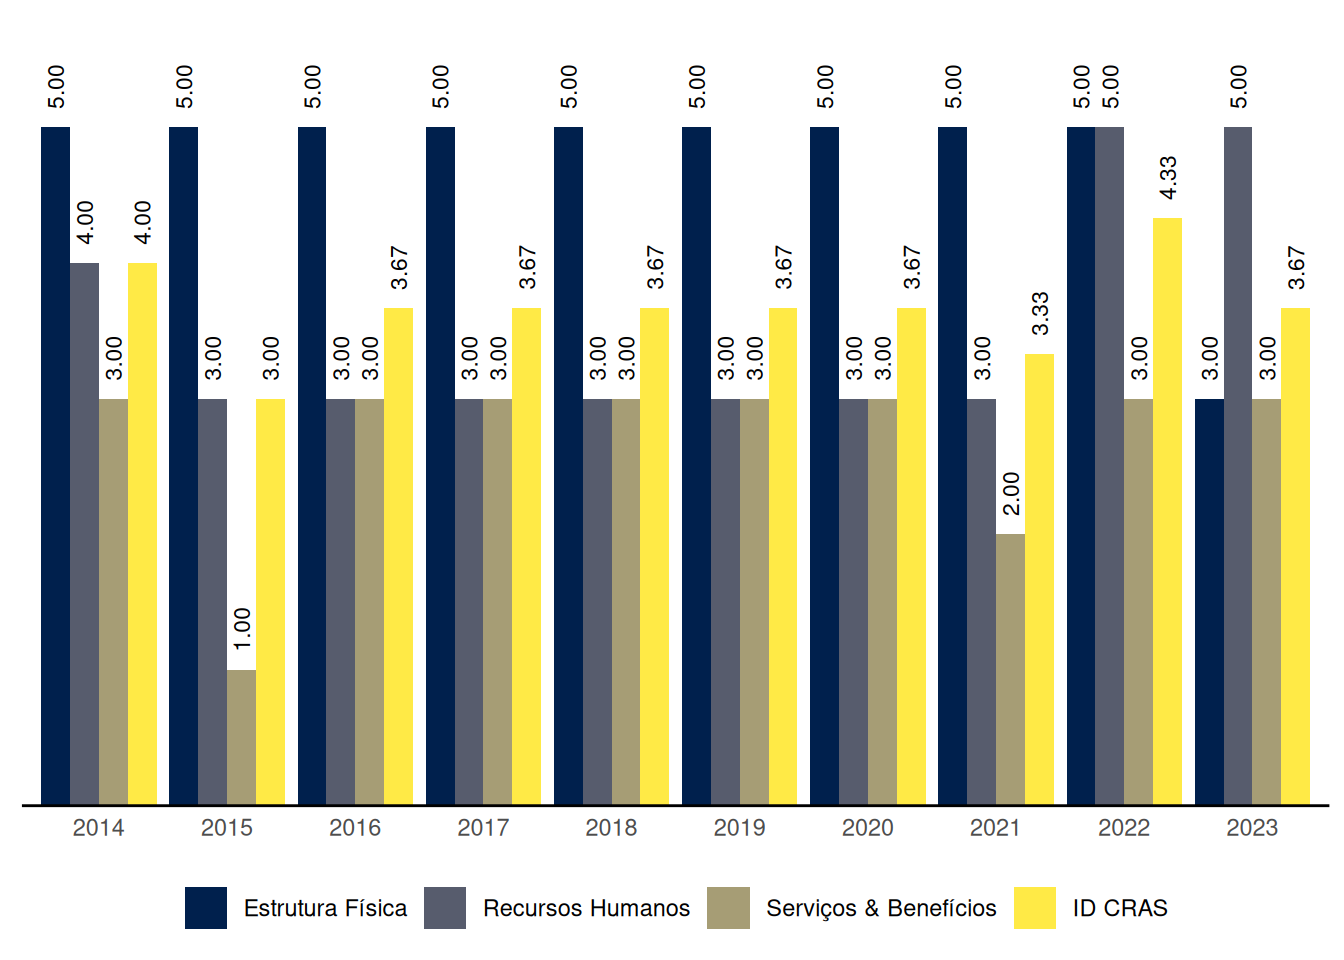 5.00 4.00 3.00 4.00 5.00 3.00 1.00 3.00 5.00 3.00 3.00 3.67 5.00 3.00 3.00 3.67 5.00 3.00 3.00 3.67 5.00 3.00 3.00 3.67 5.00 3.00 3.00 3.67 5.00 3.00 2.00 3.33 5.00 5.00 3.00 4.33 3.00 5.00 3.00 3.67
2014 2015 2016 2017 2018 2019 2020 2021 2022 2023
Estrutura Física Recursos Humanos Serviços & Benefícios ID CRAS